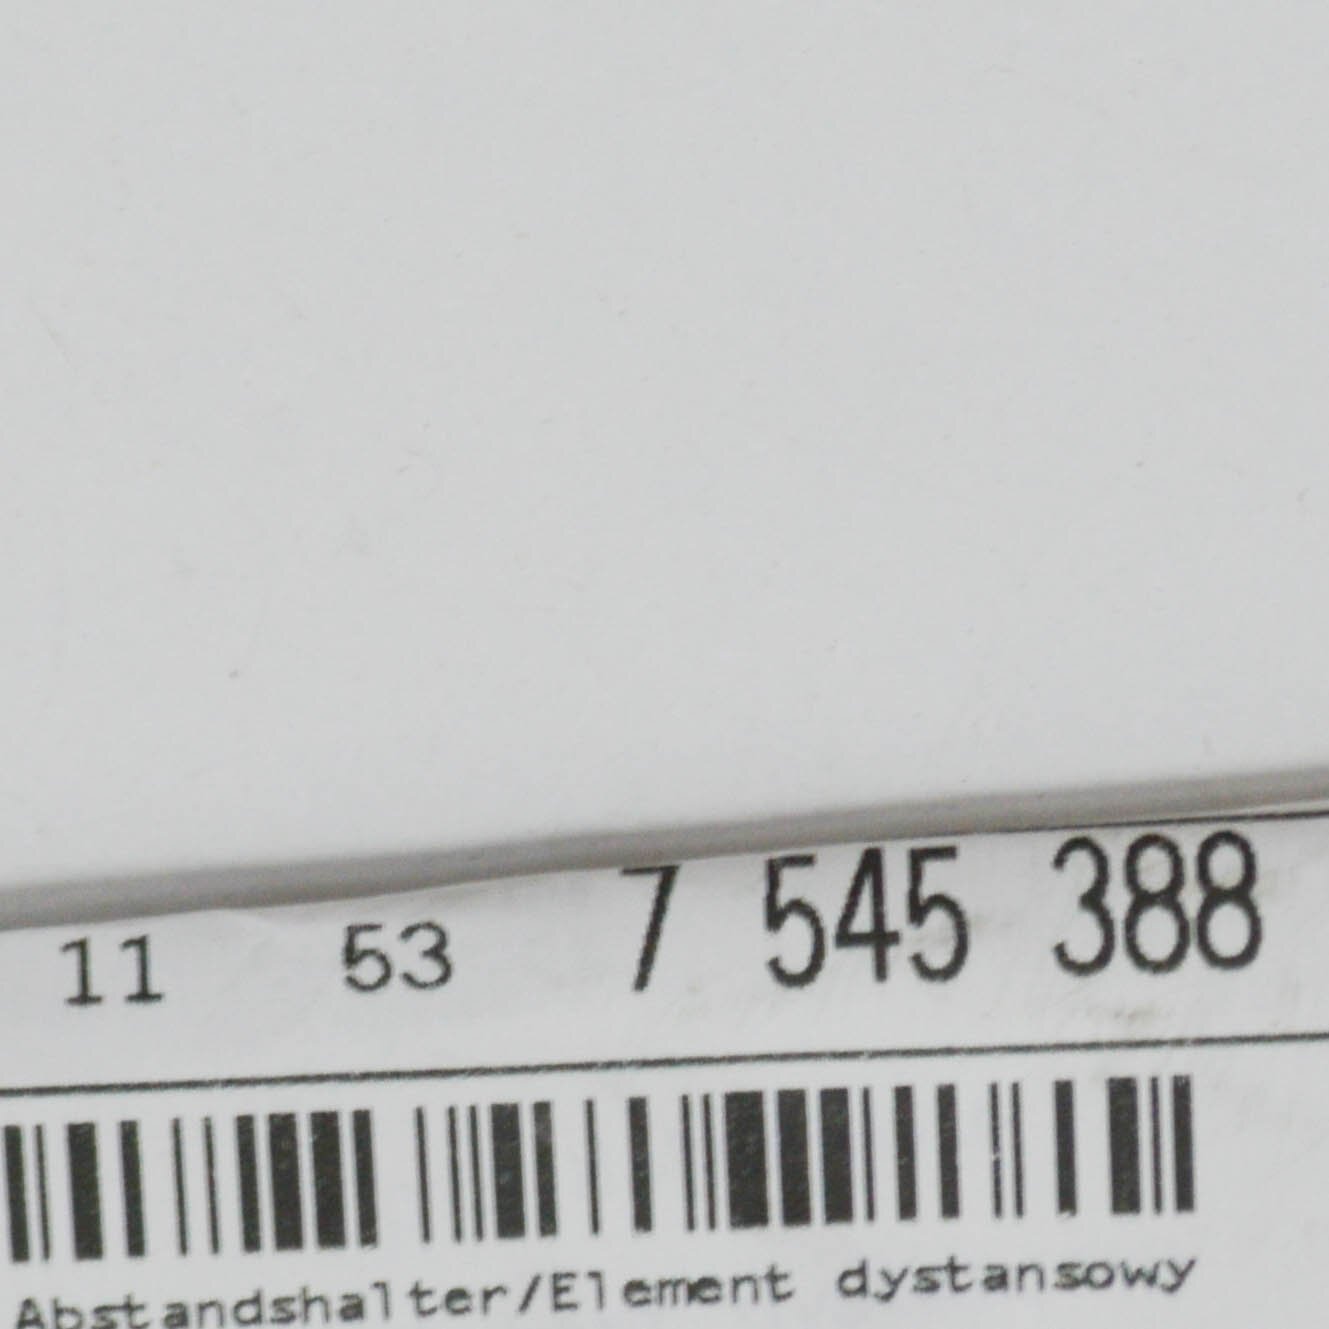 11 53 7 545 388
Abstandshalter/Element dystansowy